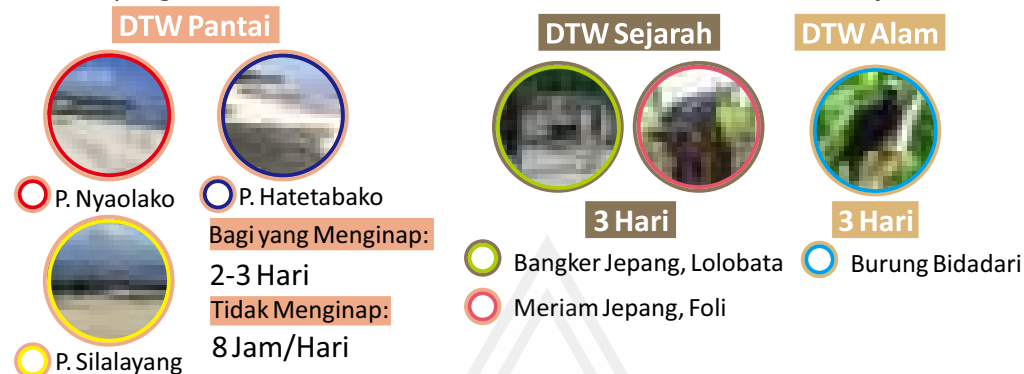 DTW Pantai
P. Nyaolako
P. Hatetabako
Bagi yang Menginap:
2-3 Hari
Tidak Menginap:
8 Jam/Hari
P. Silalayang
DTW Sejarah
3 Hari
Bangker Jepang, Lolobata
Meriam Jepang, Foli
DTW Alam
3 Hari
Burung Bidadari